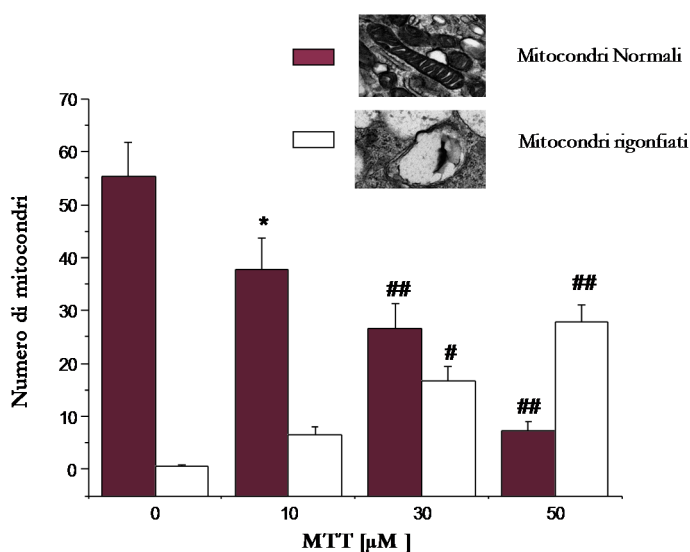 Mitocondri Normali
Mitocondri rigonfiati
Numero di mitocondri
70
60
50
40
30
20
10
0
*
##
#
##
##
0 10 30 50
MTT [µM ]